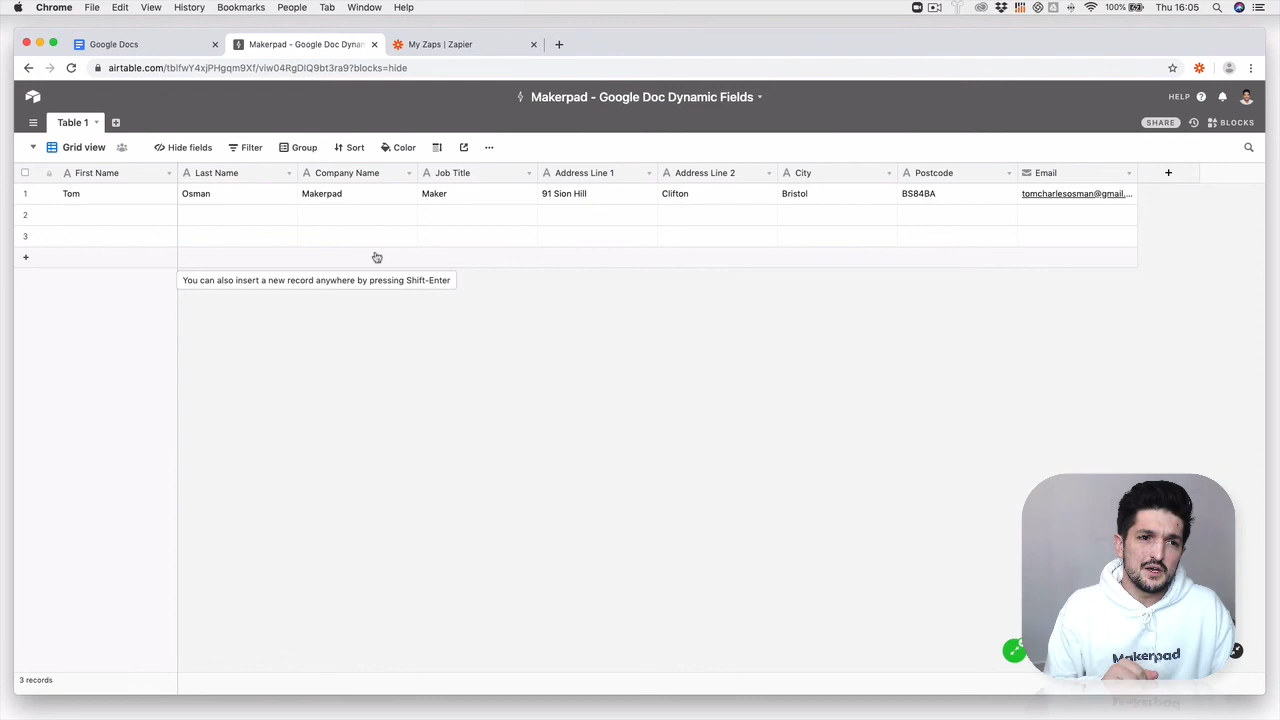 Chrome File Edit View History Bookmarks People Tab Window Help 100% Thu 16:05
Google Docs Makerpad - Google Doc Dyna My Zaps | Zapier
airtable.com/tblfwY4xjPHgqm9Xf/viw04RgDlQ9bt3ra9?blocks=hide
Makerpad - Google Doc Dynamic Fields HELP
Table 1 SHARE BLOCKS
Grid view Hide fields Filter Group Sort Color
First Name Last Name Company Name Job Title Address Line 1 Address Line 2 City Postcode Email
1 Tom Osman Makerpad Maker 91 Sion Hill Clifton Bristol BS84BA tomcharlesosman@gmail....
2
3
+
You can also insert a new record anywhere by pressing Shift-Enter
Makerpad
3 records